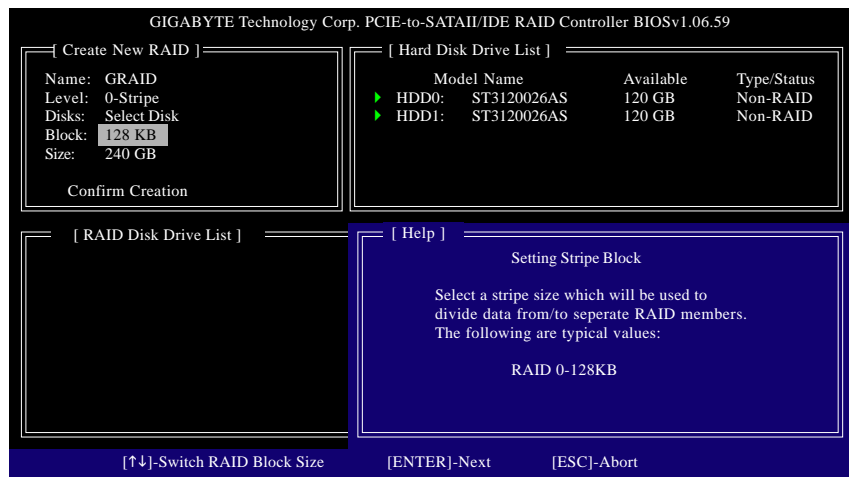 GIGABYTE Technology Corp. PCIE-to-SATAII/IDE RAID Controller BIOSv1.06.59
[ Create New RAID ]
Name: GRAID
Level: 0-Stripe
Disks: Select Disk
Block: 128 KB
Size: 240 GB
Confirm Creation
[ Hard Disk Drive List ]
Model Name Available Type/Status
HDD0: ST3120026AS 120 GB Non-RAID
HDD1: ST3120026AS 120 GB Non-RAID
[ RAID Disk Drive List ]
[ Help ]
Setting Stripe Block
Select a stripe size which will be used to
divide data from/to seperate RAID members.
The following are typical values:
RAID 0-128KB
[↑↓]-Switch RAID Block Size [ENTER]-Next [ESC]-Abort